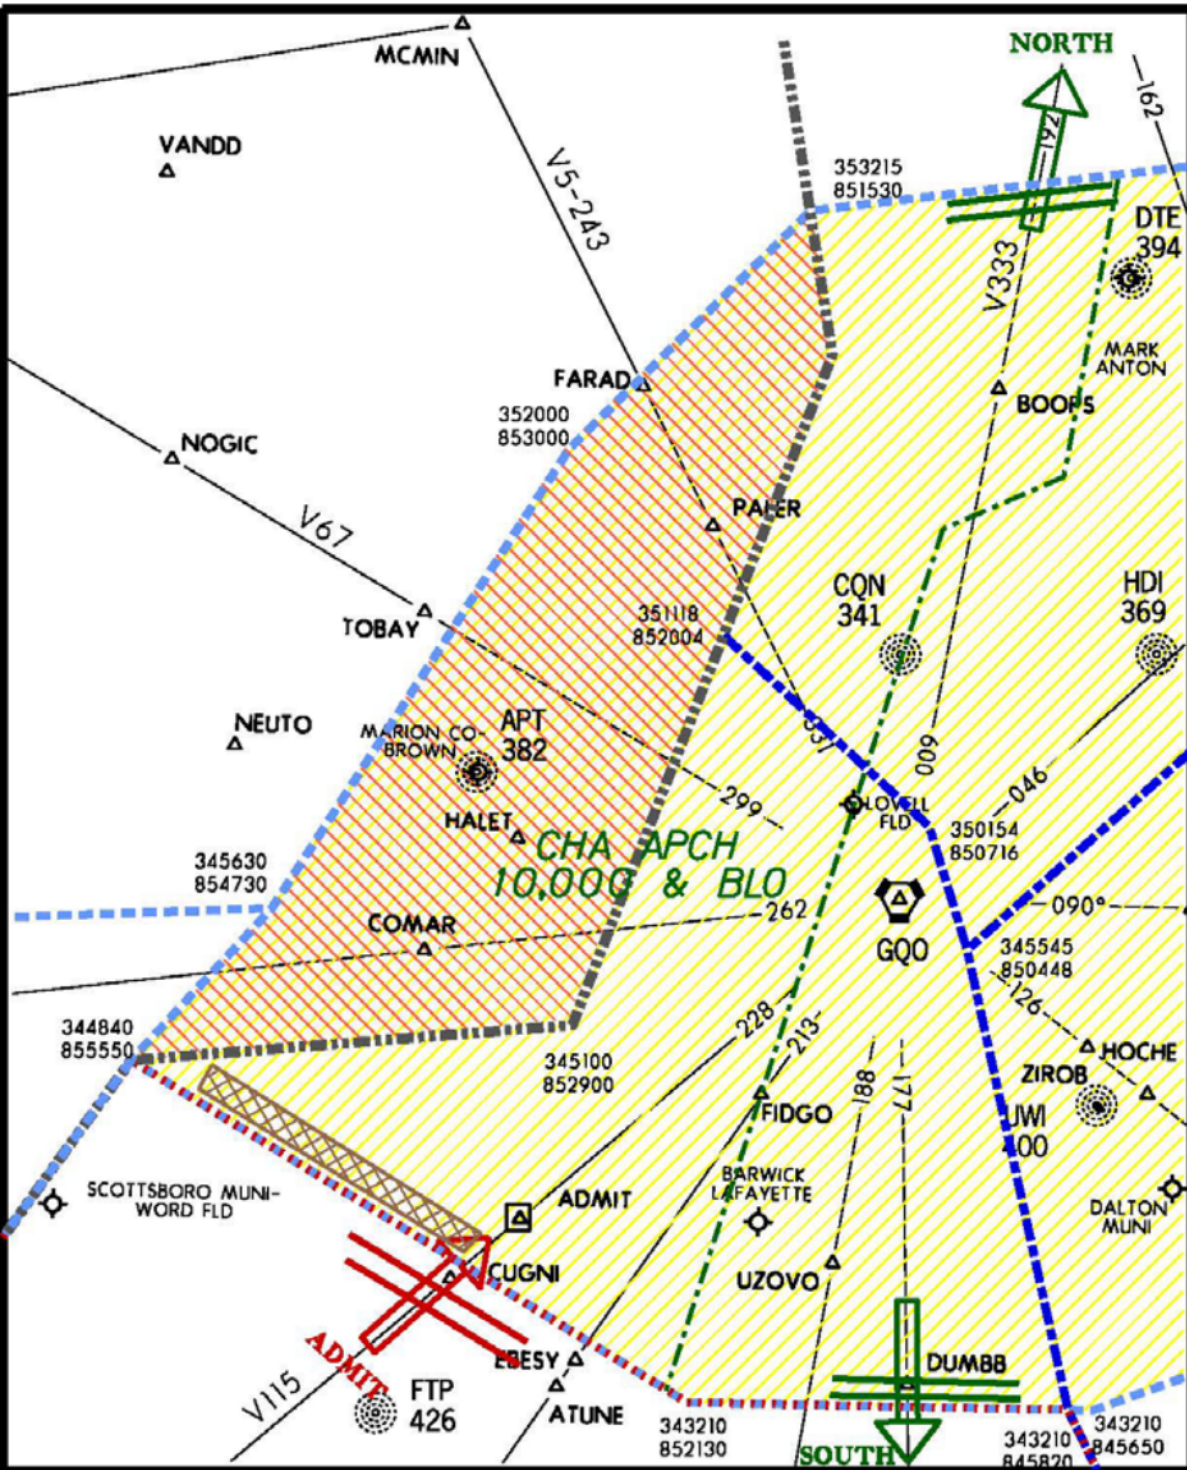 NORTH
MCMIN
162
192
VANDD
V5-243
353215
851530
DTE
394
V333
MARK
ANTON
FARAD
BOOPS
352000
853000
NOGIC
PALER
V67
CQN
341
HDI
369
TOBAY
351118
852004
NEUTO
MARION CO-
BROWN
APT
382
337
009
046
299
LOVELL
FLD
HALET
350154
850716
CHA APCH
10,000 & BLO
345630
854730
262
090°
COMAR
GQO
345545
850448
126
344840
855550
228
213
345100
852900
188
177
HOCHE
ZIROB
FIDGO
UWI
400
SCOTTSBORO MUNI-
WORD FLD
ADMIT
BARWICK
LAFAYETTE
DALTON
MUNI
CUGNI
UZOVO
ADMIT
EBESY
DUMBB
V115
FTP
426
ATUNE
343210
852130
SOUTH
343210
845820
343210
845650